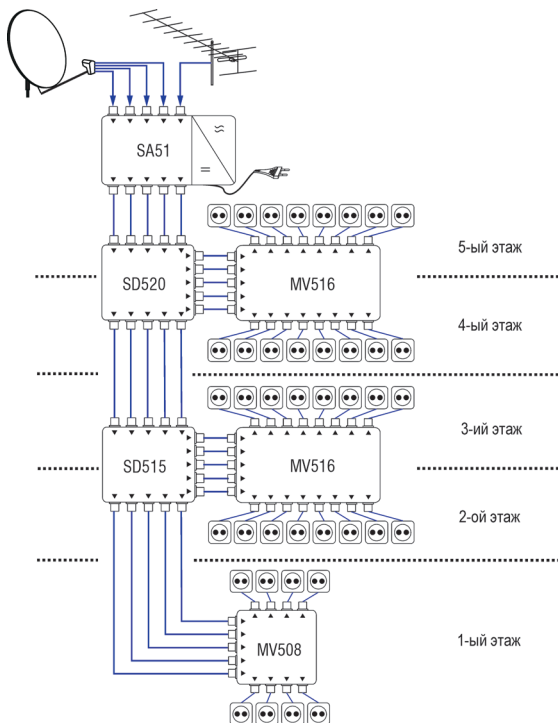 SA51
5-ый этаж
SD520
MV516
4-ый этаж
3-ий этаж
SD515
MV516
2-ой этаж
MV508
1-ый этаж